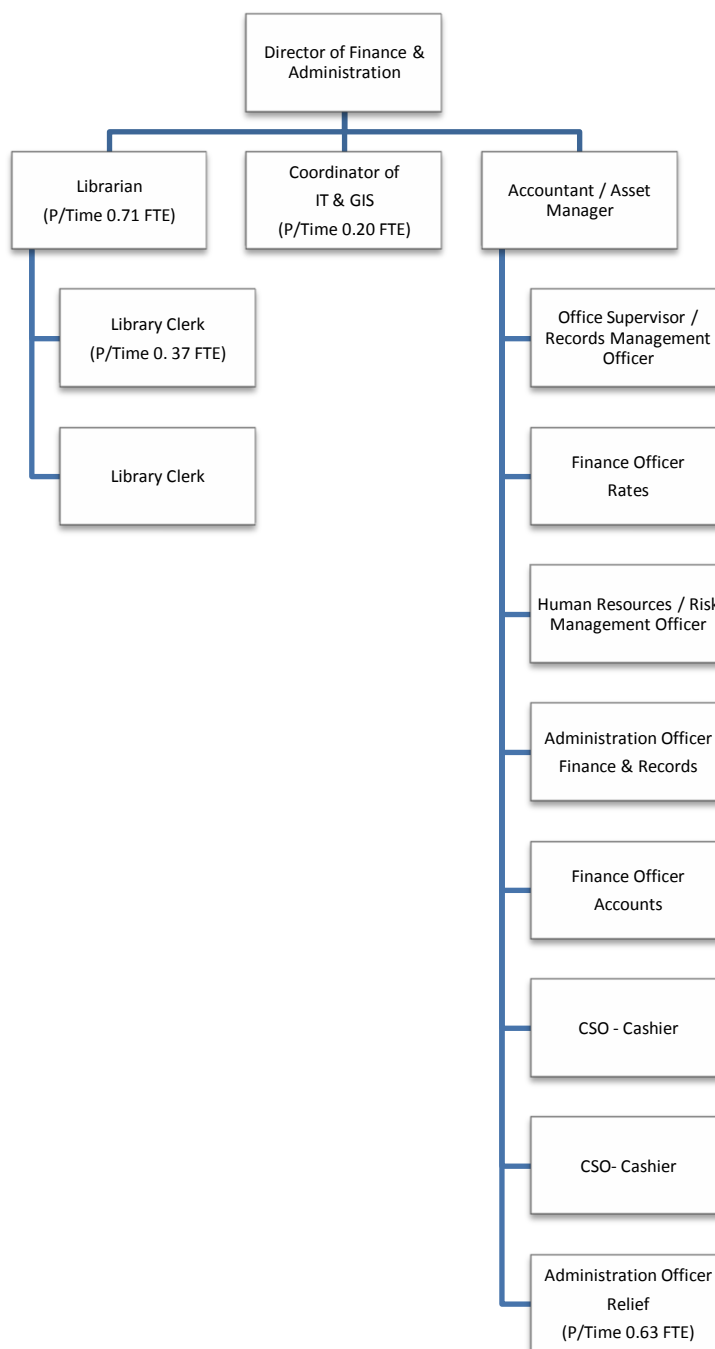 Director of Finance &
Administration
Librarian
(P/Time 0.71 FTE)
Coordinator of
IT & GIS
(P/Time 0.20 FTE)
Accountant / Asset
Manager
Library Clerk
(P/Time 0. 37 FTE)
Library Clerk
Office Supervisor /
Records Management
Officer
Finance Officer
Rates
Human Resources / Risk
Management Officer
Administration Officer
Finance & Records
Finance Officer
Accounts
CSO - Cashier
CSO- Cashier
Administration Officer
Relief
(P/Time 0.63 FTE)